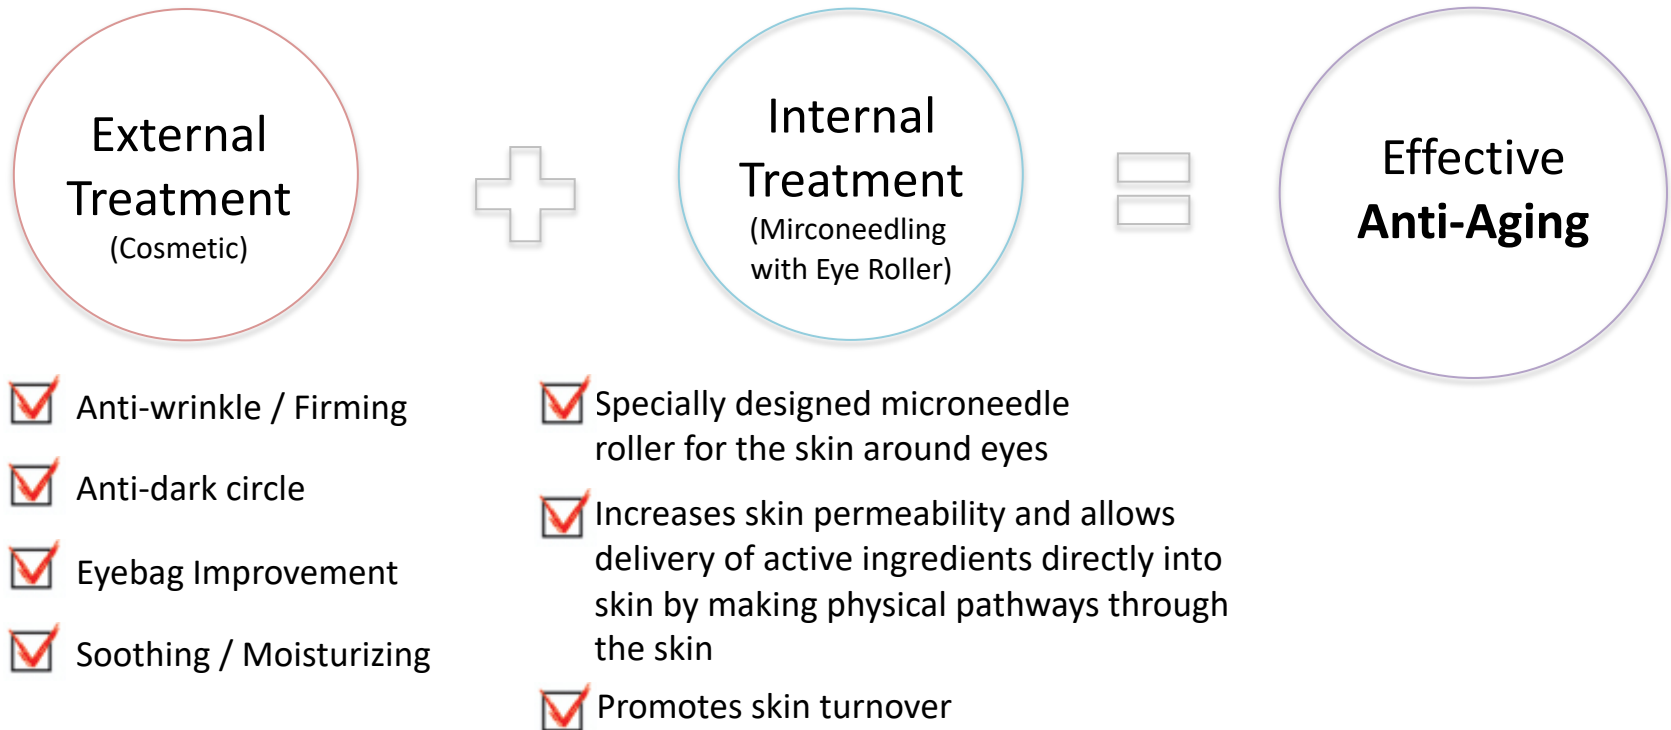 External
Treatment
(Cosmetic)
Internal
Treatment
(Mirconeedling
with Eye Roller)
Effective
Anti-Aging
Anti-wrinkle / Firming
Anti-dark circle
Eyebag Improvement
Soothing / Moisturizing
Specially designed microneedle
roller for the skin around eyes
Increases skin permeability and allows
delivery of active ingredients directly into
skin by making physical pathways through
the skin
Promotes skin turnover